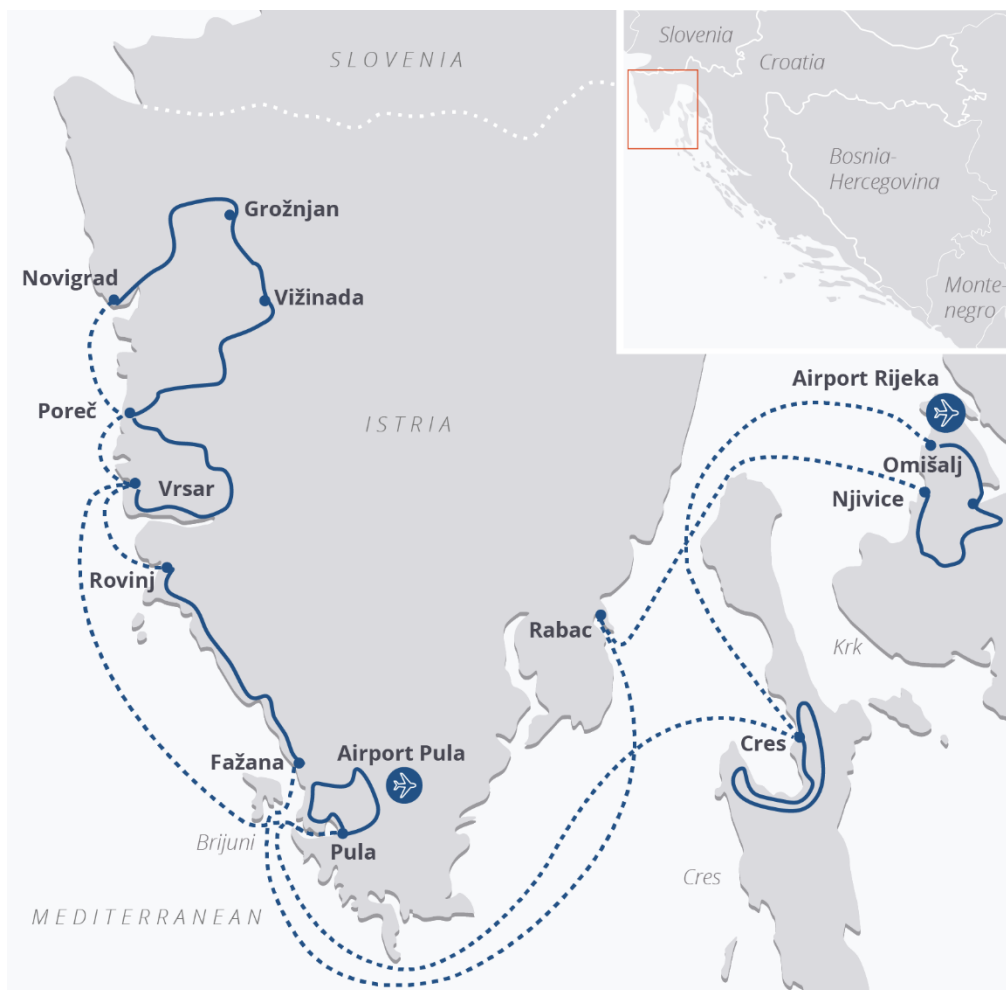 SLOVENIA
Slovenia
Croatia
Bosnia-
Hercegovina
Monte-
negro
Grožnjan
Novigrad
Vižinada
Airport Rijeka
Poreč
ISTRIA
Omišalj
Vrsar
Njivice
Rovinj
Rabac
Krk
Fažana
Airport Pula
Cres
Brijuni
Pula
Cres
MEDITERRANEAN